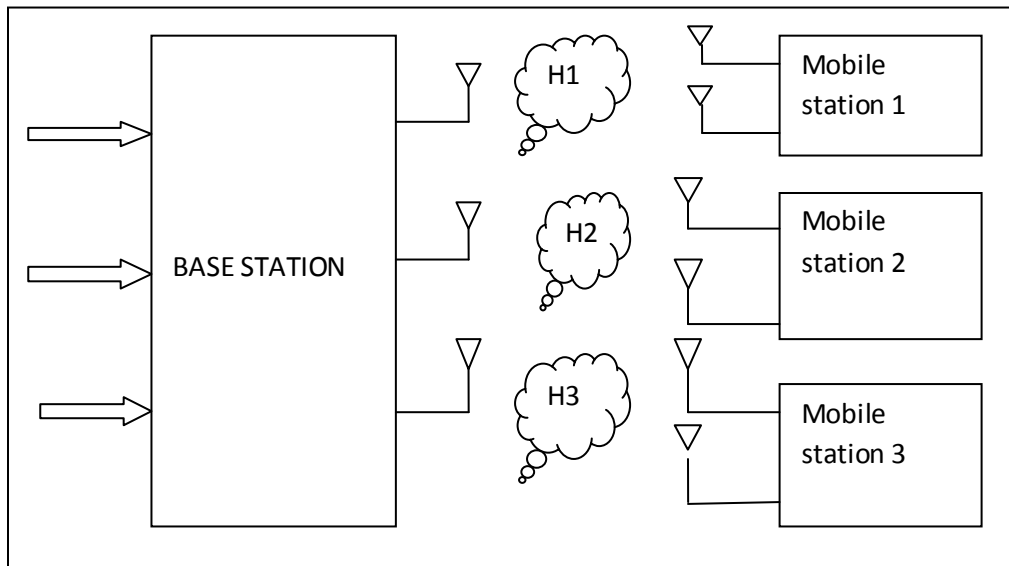 H1
Mobile
station 1
BASE STATION
H2
Mobile
station 2
H3
Mobile
station 3